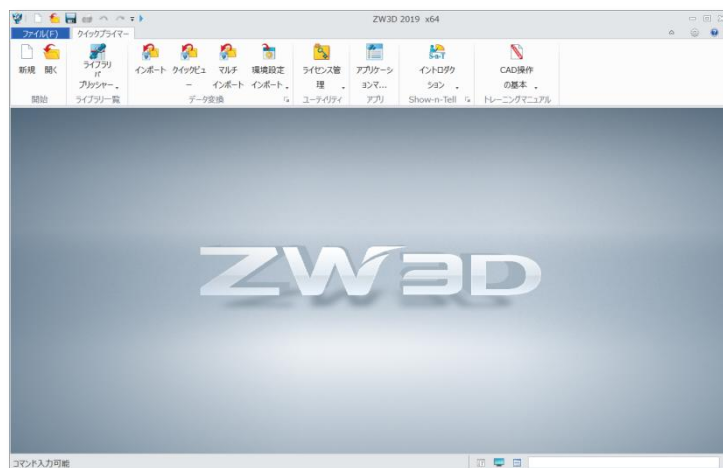 ZW3D 2019 x64
ファイル(F) クイックプライマー
新規 開く ライブラリ インポート クイックビュ マルチ 環境設定 ライセンス管 アプリケーシ イントロダク CAD操作
パ ー インポート インポート 理 ョンマ... ション の基本
ブリッシャー
開始 ライブラリ一覧 データ変換 ユーティリティ アプリ Show-n-Tell トレーニングマニュアル
ZW3D
コマンド入力可能